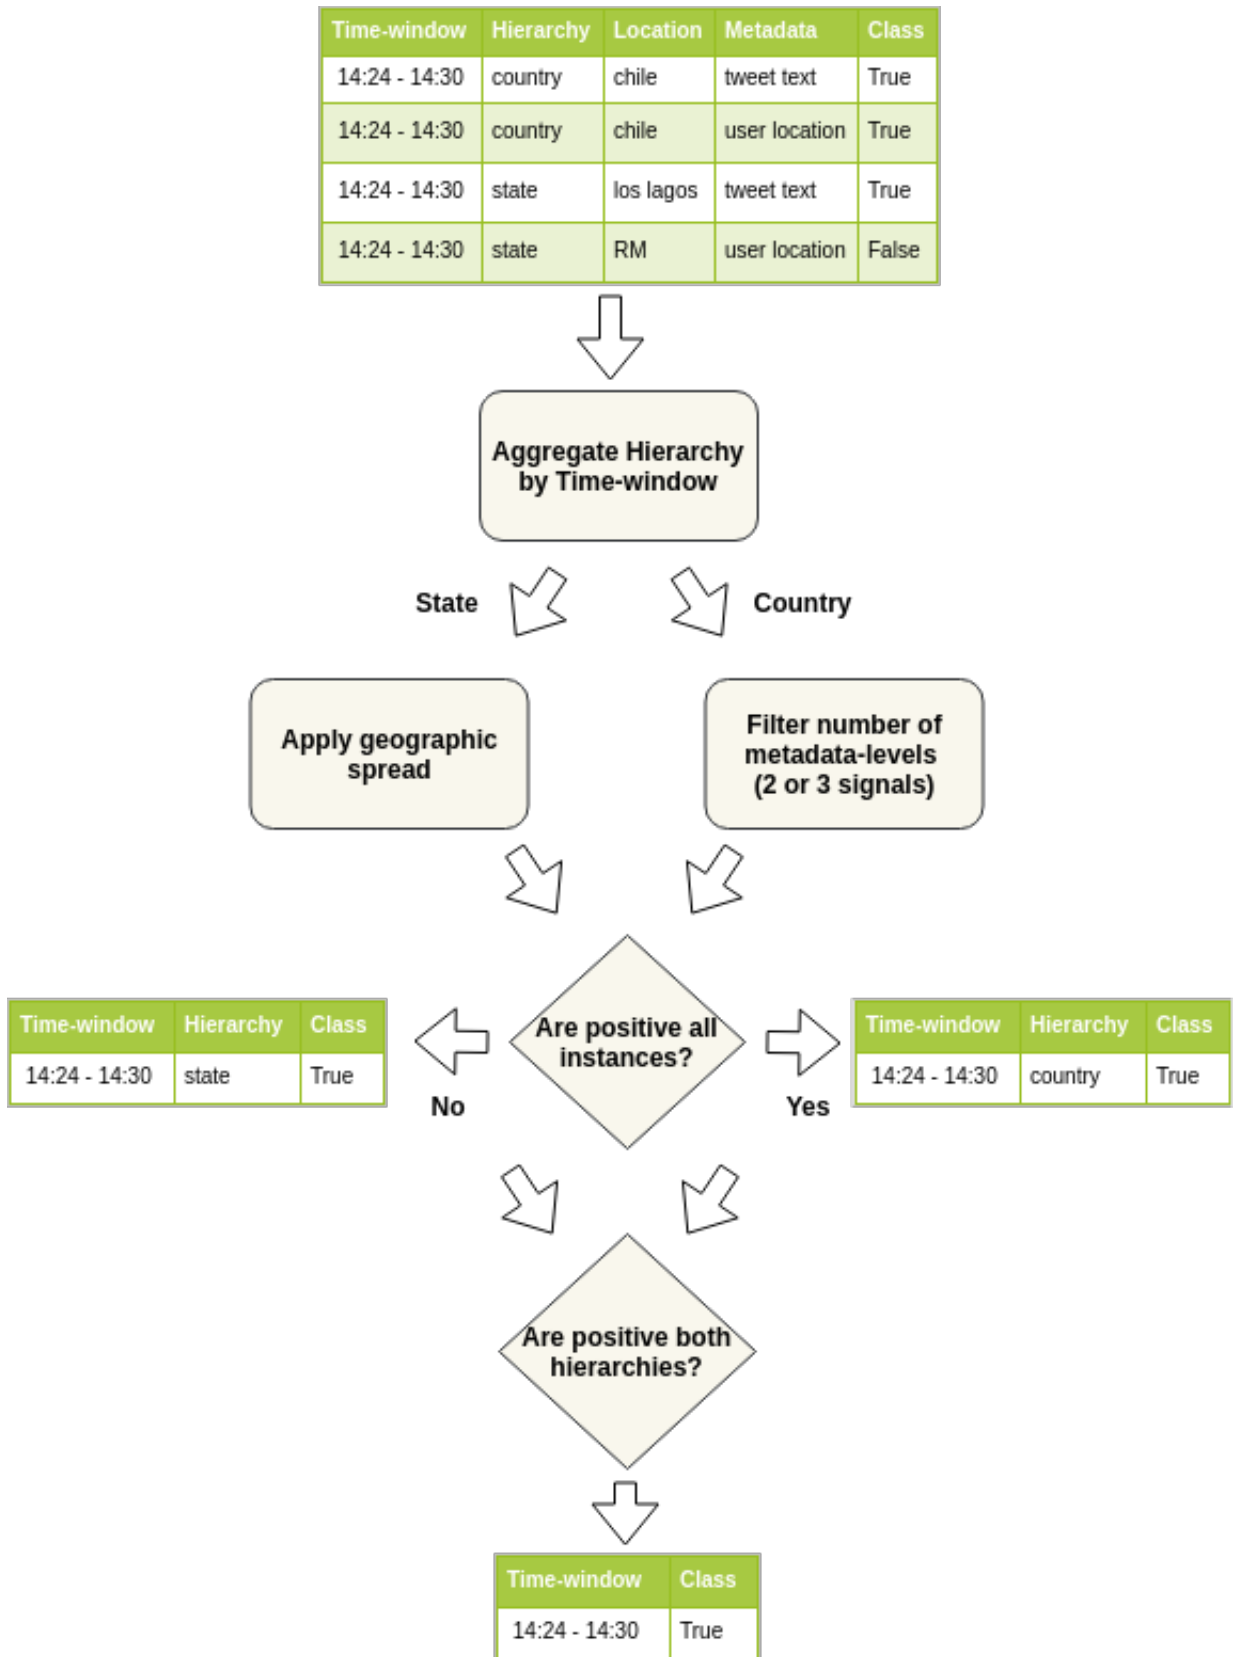 Time-window Hierarchy Location Metadata Class
14:24 - 14:30 country chile tweet text True
14:24 - 14:30 country chile user location True
14:24 - 14:30 state los lagos tweet text True
14:24 - 14:30 state RM user location False
Aggregate Hierarchy
by Time-window
State
Country
Apply geographic
spread
Filter number of
metadada-levels
(2 or 3 signals)
Are positive all
instances?
Time-window Hierarchy Class
14:24 - 14:30 state True
No
Yes
Time-window Hierarchy Class
14:24 - 14:30 country True
Are positive both
hierarchies?
Time-window Class
14:24 - 14:30 True